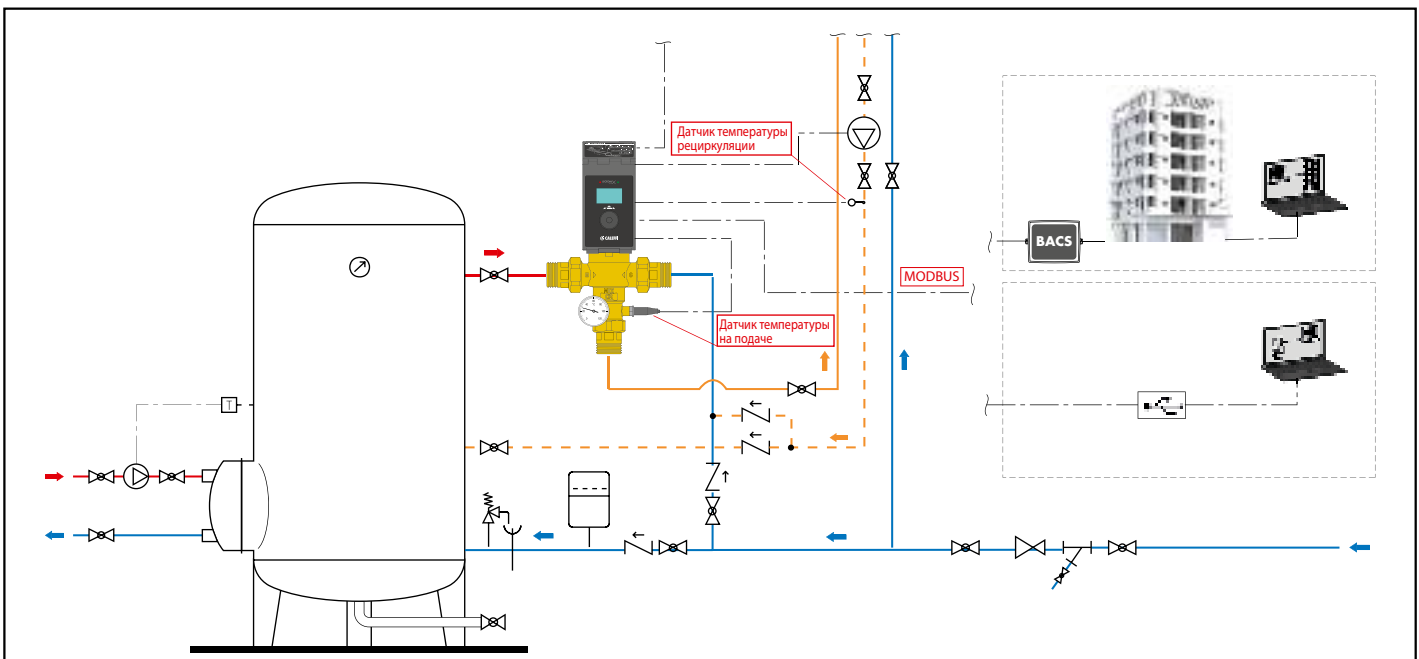 Датчик температуры
рециркуляции
BACS
CALEFFI
MODBUS
Датчик температуры
на подаче
T